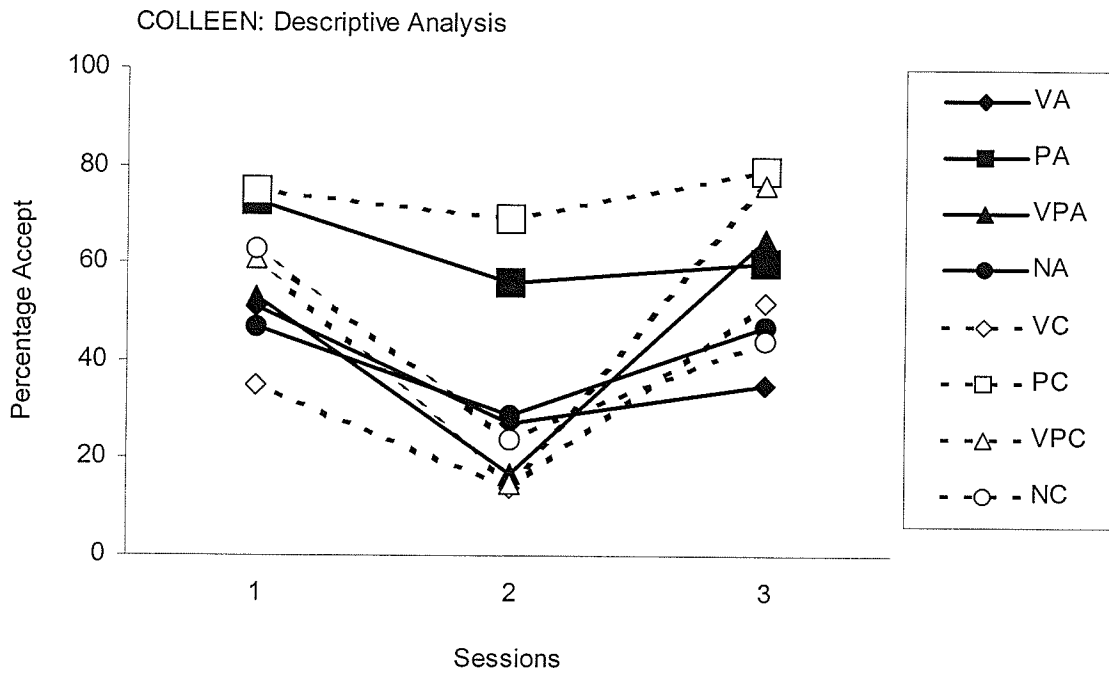 COLLEEN: Descriptive Analysis
100
80
60
40
20
0
Percentage Accept
1 2 3
Sessions
VA
PA
VPA
NA
VC
PC
VPC
NC